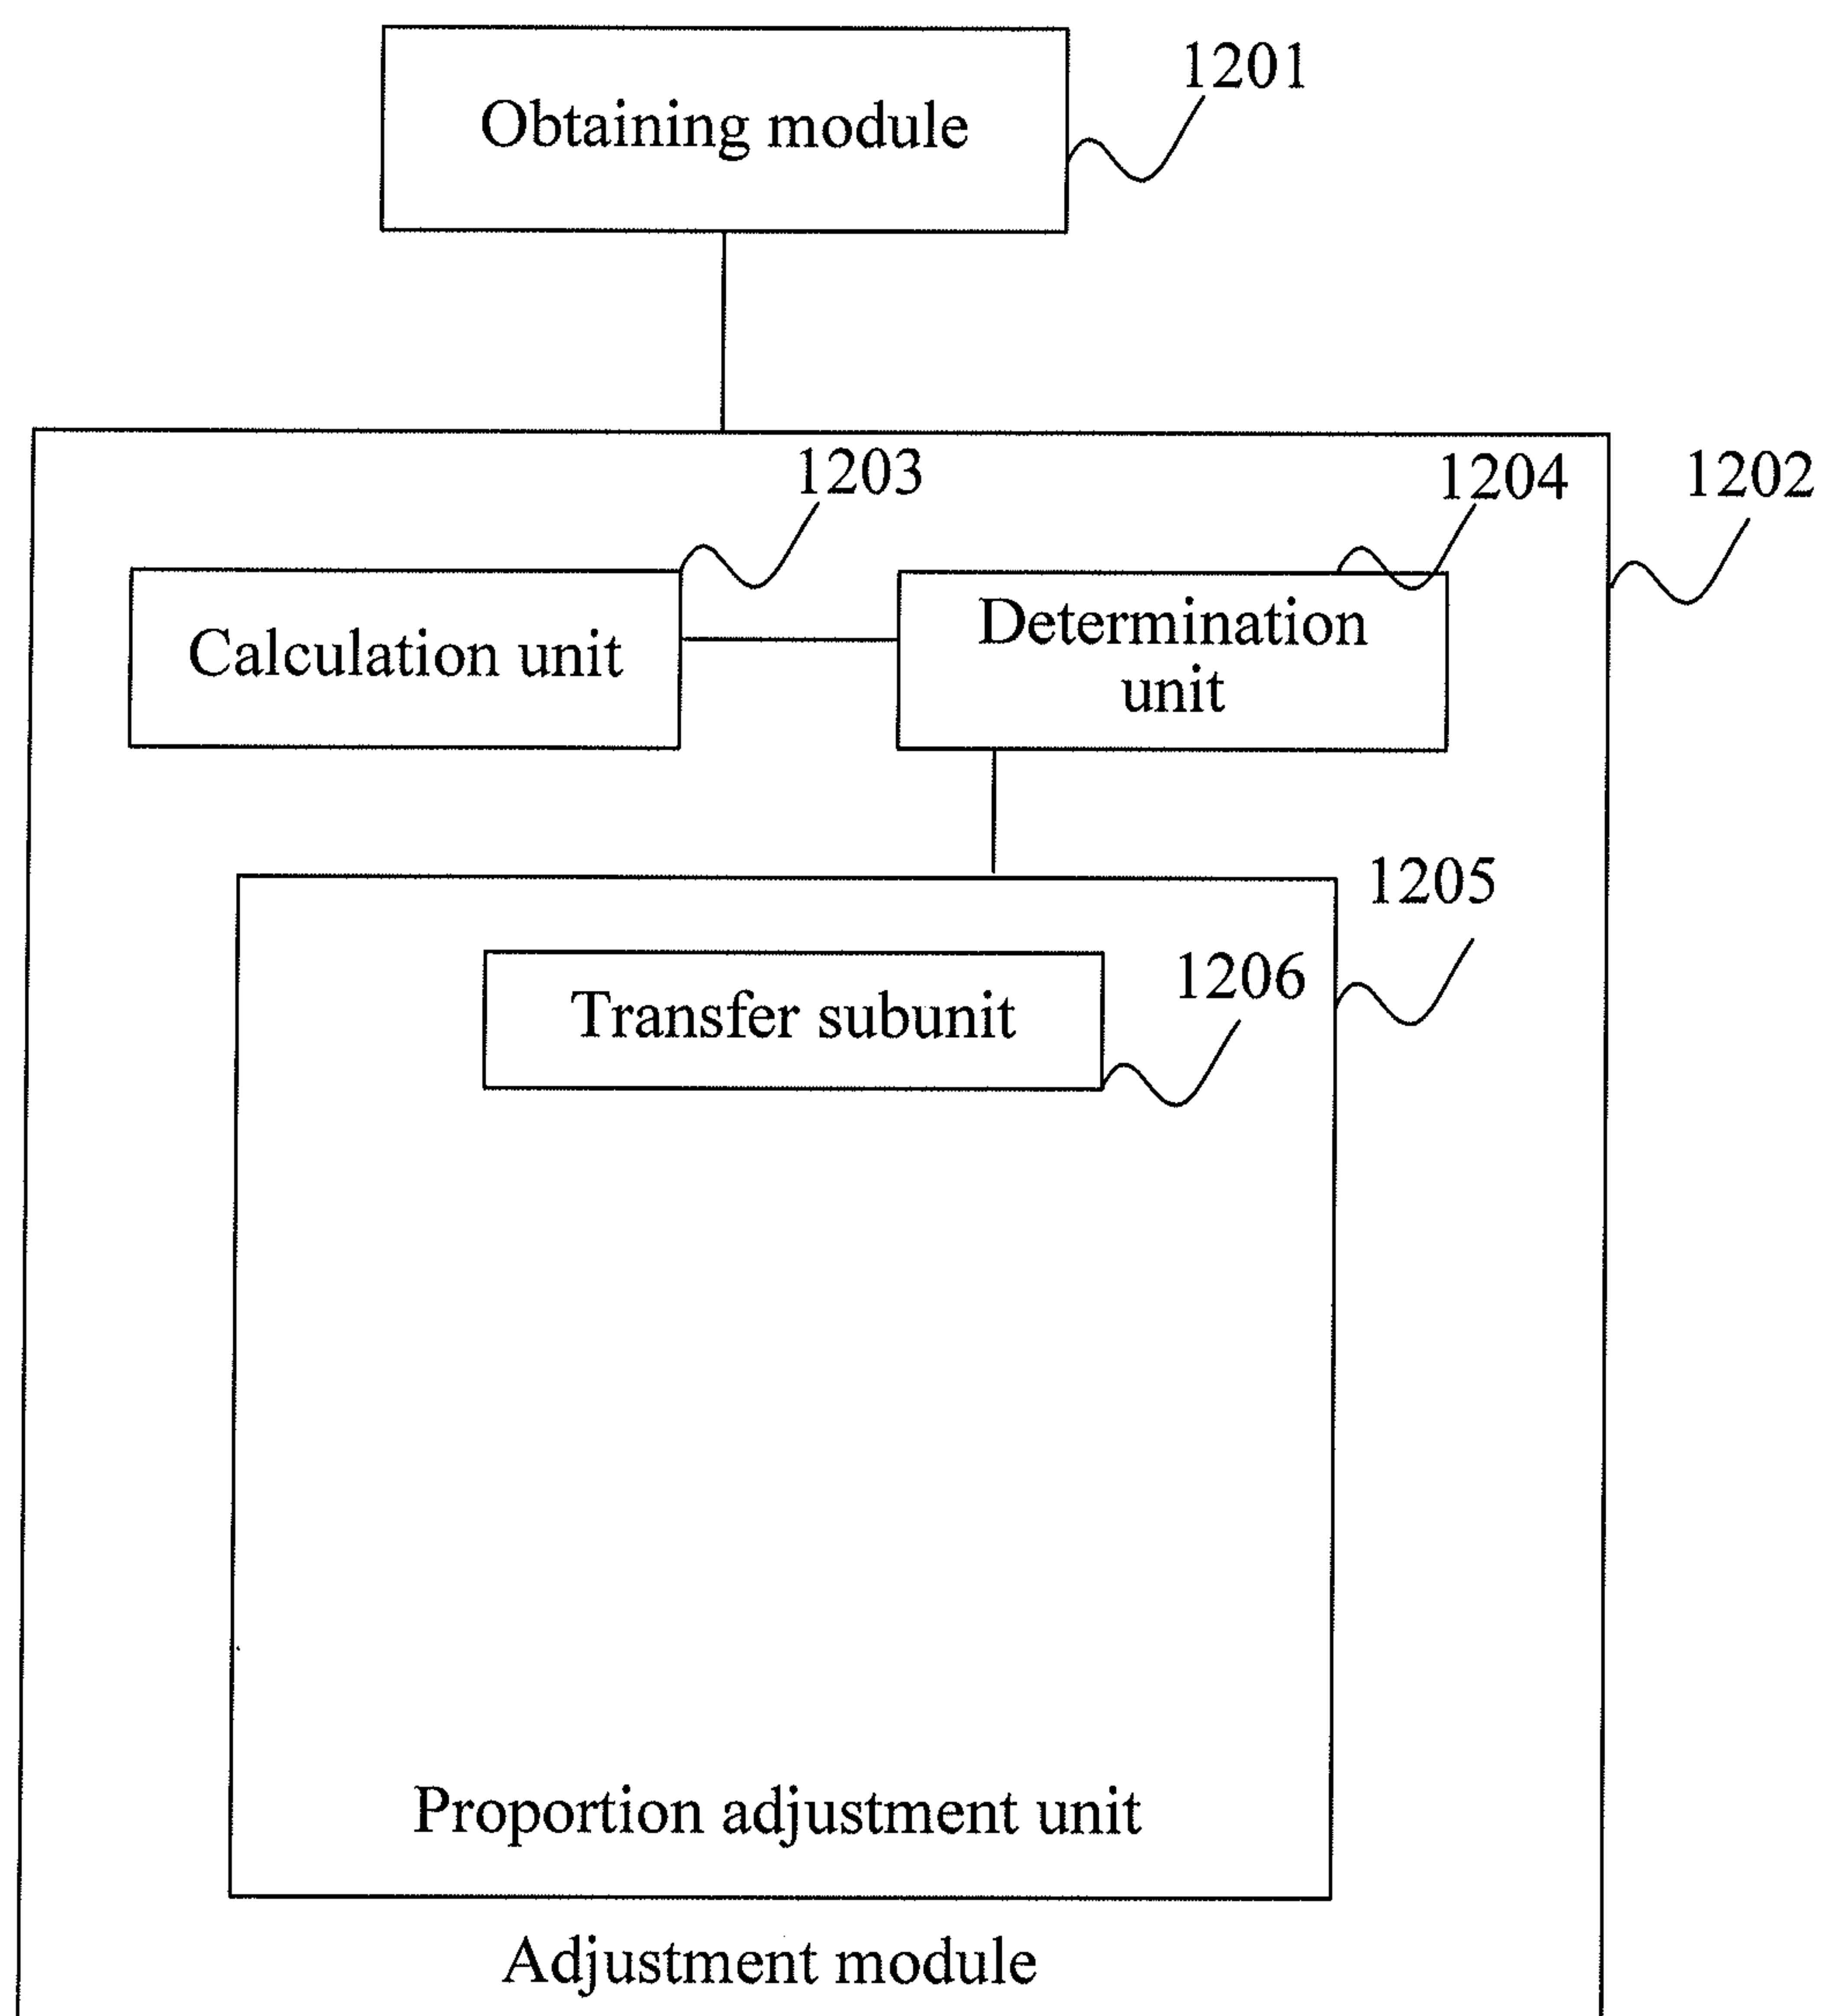 Obtaining module
1201
1202
1203
1204
Calculation unit
Determination
unit
1205
1206
Transfer subunit
Proportion adjustment unit
Adjustment module